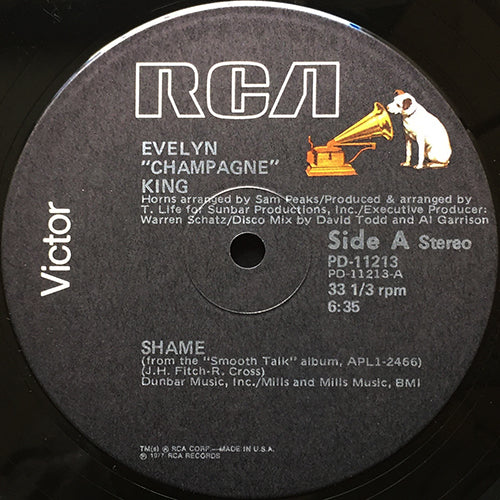 RCA
Victor
EVELYN
"CHAMPAGNE"
KING
Horns arranged by Sam Peaks/Produced & arranged by
T. Life for Sunbar Productions, Inc./Executive Producer:
Warren Schatz/Disco Mix by David Todd and Al Garrison
Side A Stereo
PD-11213
PD-11213-A
33 1/3 rpm
6:35
SHAME
(from the "Smooth Talk" album, APL1-2466)
(J.H. Fitch-R. Cross)
Dunbar Music, Inc./Mills and Mills Music, BMI
TM(s) ® RCA CORP.—MADE IN U.S.A.
℗ 1977 RCA RECORDS